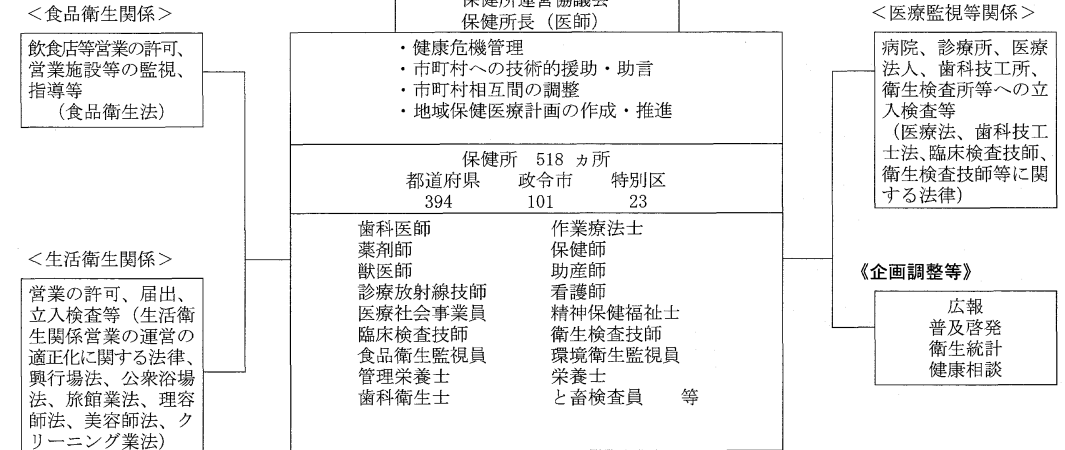 ＜食品衛生関係＞
飲食店等営業の許可、
営業施設等の監視、
指導等
（食品衛生法）
＜生活衛生関係＞
営業の許可、届出、
立入検査等（生活衛
生関係営業の運営の
適正化に関する法律、
興行場法、公衆浴場
法、旅館業法、理容
師法、美容師法、ク
リーニング業法）
保健所運営協議会
保健所長（医師）
・健康危機管理
・市町村への技術的援助・助言
・市町村相互間の調整
・地域保健医療計画の作成・推進
保健所 518 ヵ所
都道府県 政令市 特別区
394 101 23
歯科医師 作業療法士
薬剤師 保健師
獣医師 助産師
診療放射線技師 看護師
医療社会事業員 精神保健福祉士
臨床検査技師 衛生検査技師
食品衛生監視員 環境衛生監視員
管理栄養士 栄養士
歯科衛生士 と畜検査員 等
＜医療監視等関係＞
病院、診療所、医療
法人、歯科技工所、
衛生検査所等への立
入検査等
（医療法、歯科技工
士法、臨床検査技師、
衛生検査技師等に関
する法律）
《企画調整等》
広報
普及啓発
衛生統計
健康相談